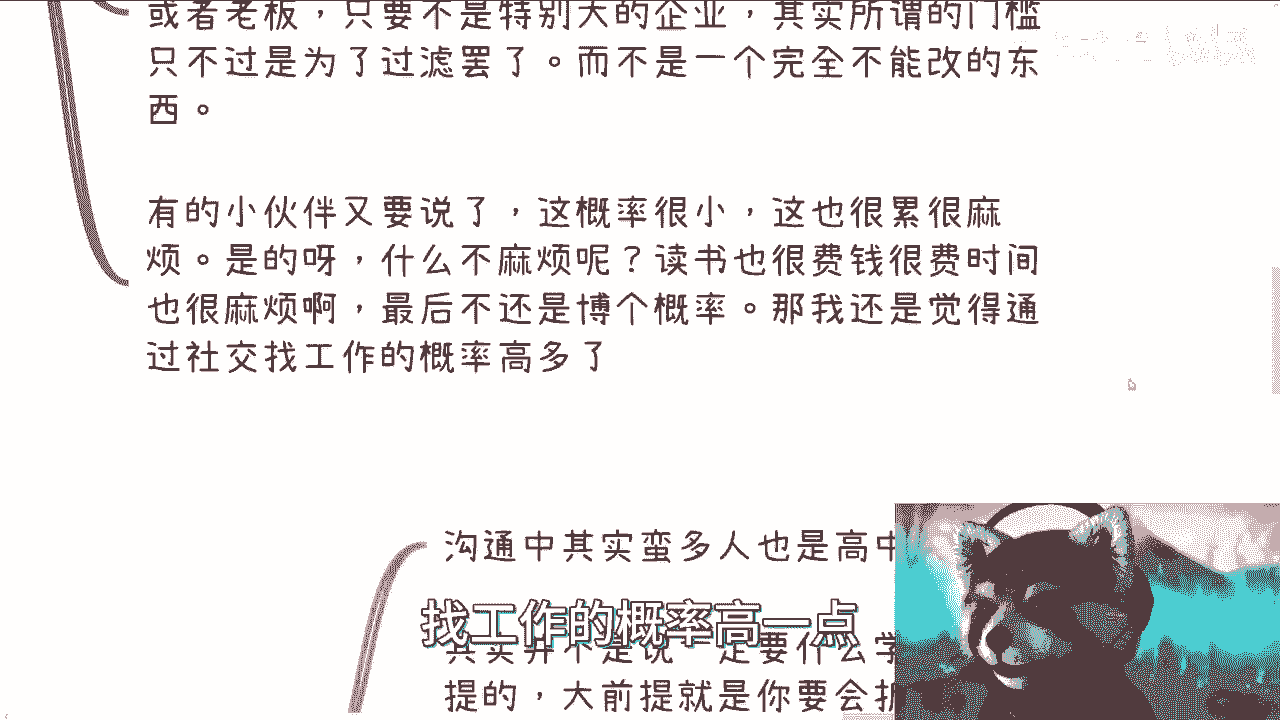 或者老板，只要不是特别大的企业，其实所谓的门槛
只不过是为了过滤罢了。而不是一个完全不能改的东
西。
有的小伙伴又要说了，这概率很小，这也很累很麻
烦。是的呀，什么不麻烦呢？读书也很费钱很费时间
也很麻烦啊，最后不还是博个概率。那我还是觉得通
过社交找工作的概率高多了
沟通中其实蛮多人也是高中
找工作的概率高一点
其实并不是说一定要什么学
提的，大前提就是你要会